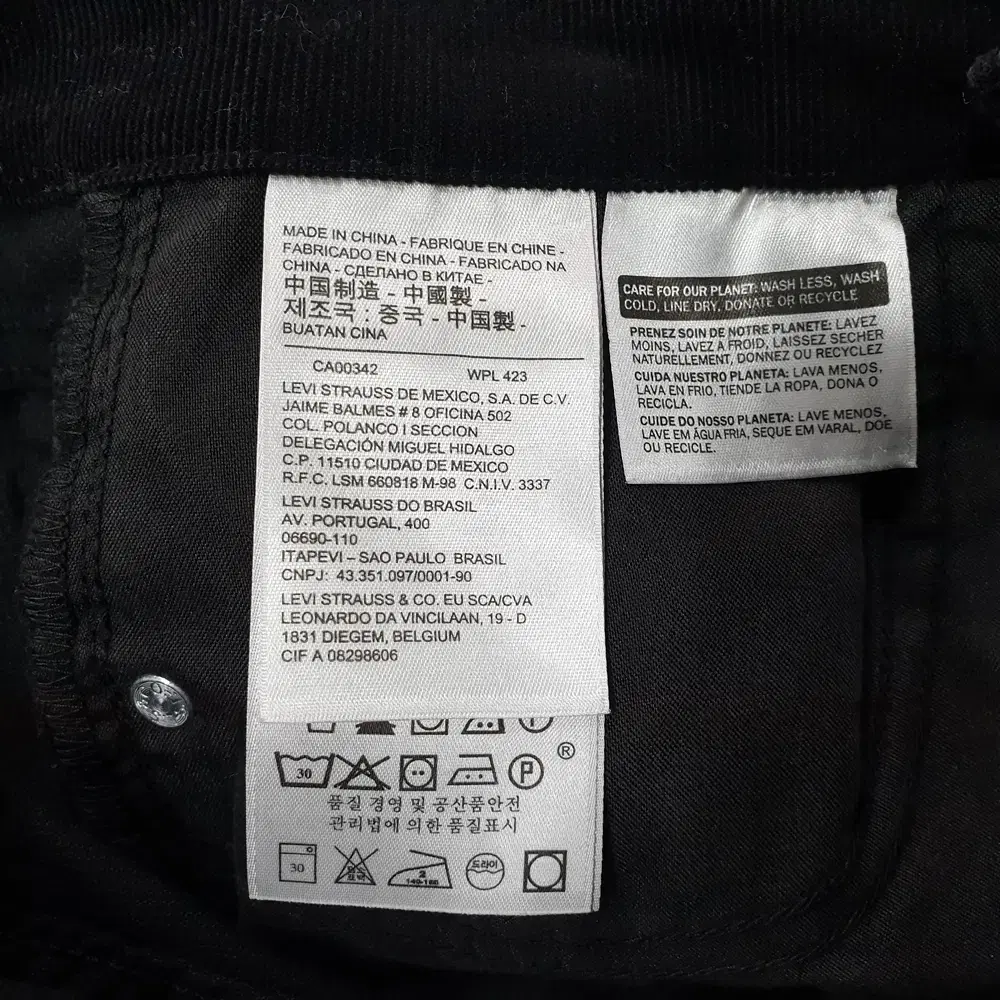 MADE IN CHINA - FABRIQUE EN CHINE -
FABRICADO EN CHINA - FABRICADO NA
CHINA - СДЕЛАНО В КИТАЕ -
中国制造 - 中國製 -
제조국 : 중국 - 中国製 -
BUATAN CINA
CA00342 WPL 423
LEVI STRAUSS DE MEXICO, S.A. DE C.V.
JAIME BALMES # 8 OFICINA 502
COL. POLANCO I SECCION
DELEGACIÓN MIGUEL HIDALGO
C.P. 11510 CIUDAD DE MEXICO
R.F.C. LSM 660818 M-98 C.N.I.V. 3337
LEVI STRAUSS DO BRASIL
AV. PORTUGAL, 400
06690-110
ITAPEVI – SAO PAULO BRASIL
CNPJ: 43.351.097/0001-90
LEVI STRAUSS & CO. EU SCA/CVA
LEONARDO DA VINCILAAN, 19 - D
1831 DIEGEM, BELGIUM
CIF A 08298606
30 P ®
품질 경영 및 공산품안전
관리법에 의한 품질표시
30 2 드라이
CARE FOR OUR PLANET: WASH LESS, WASH
COLD, LINE DRY, DONATE OR RECYCLE
PRENEZ SOIN DE NOTRE PLANETE: LAVEZ
MOINS, LAVEZ A FROID, LAISSEZ SECHER
NATURELLEMENT, DONNEZ OU RECYCLEZ
CUIDA NUESTRO PLANETA: LAVA MENOS,
LAVA EN FRIO, TIENDE LA ROPA, DONA O
RECICLA.
CUIDE DO NOSSO PLANETA: LAVE MENOS,
LAVE EM ÁGUA FRIA, SEQUE EM VARAL, DOE
OU RECICLE.